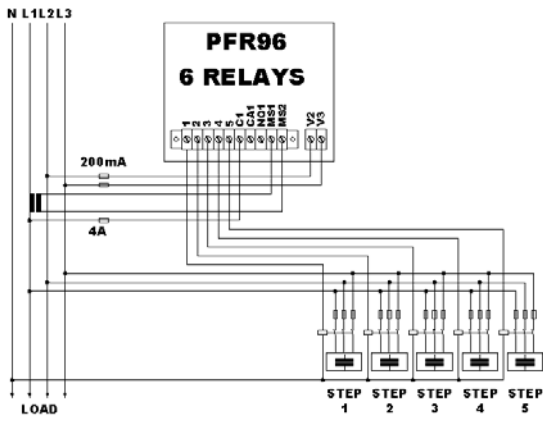 N L1 L2 L3
PFR96
6 RELAYS
1 2 3 4 5 C1 CA1 NO1 MS1 MS2 V2 V3
200mA
4A
LOAD
STEP 1
STEP 2
STEP 3
STEP 4
STEP 5